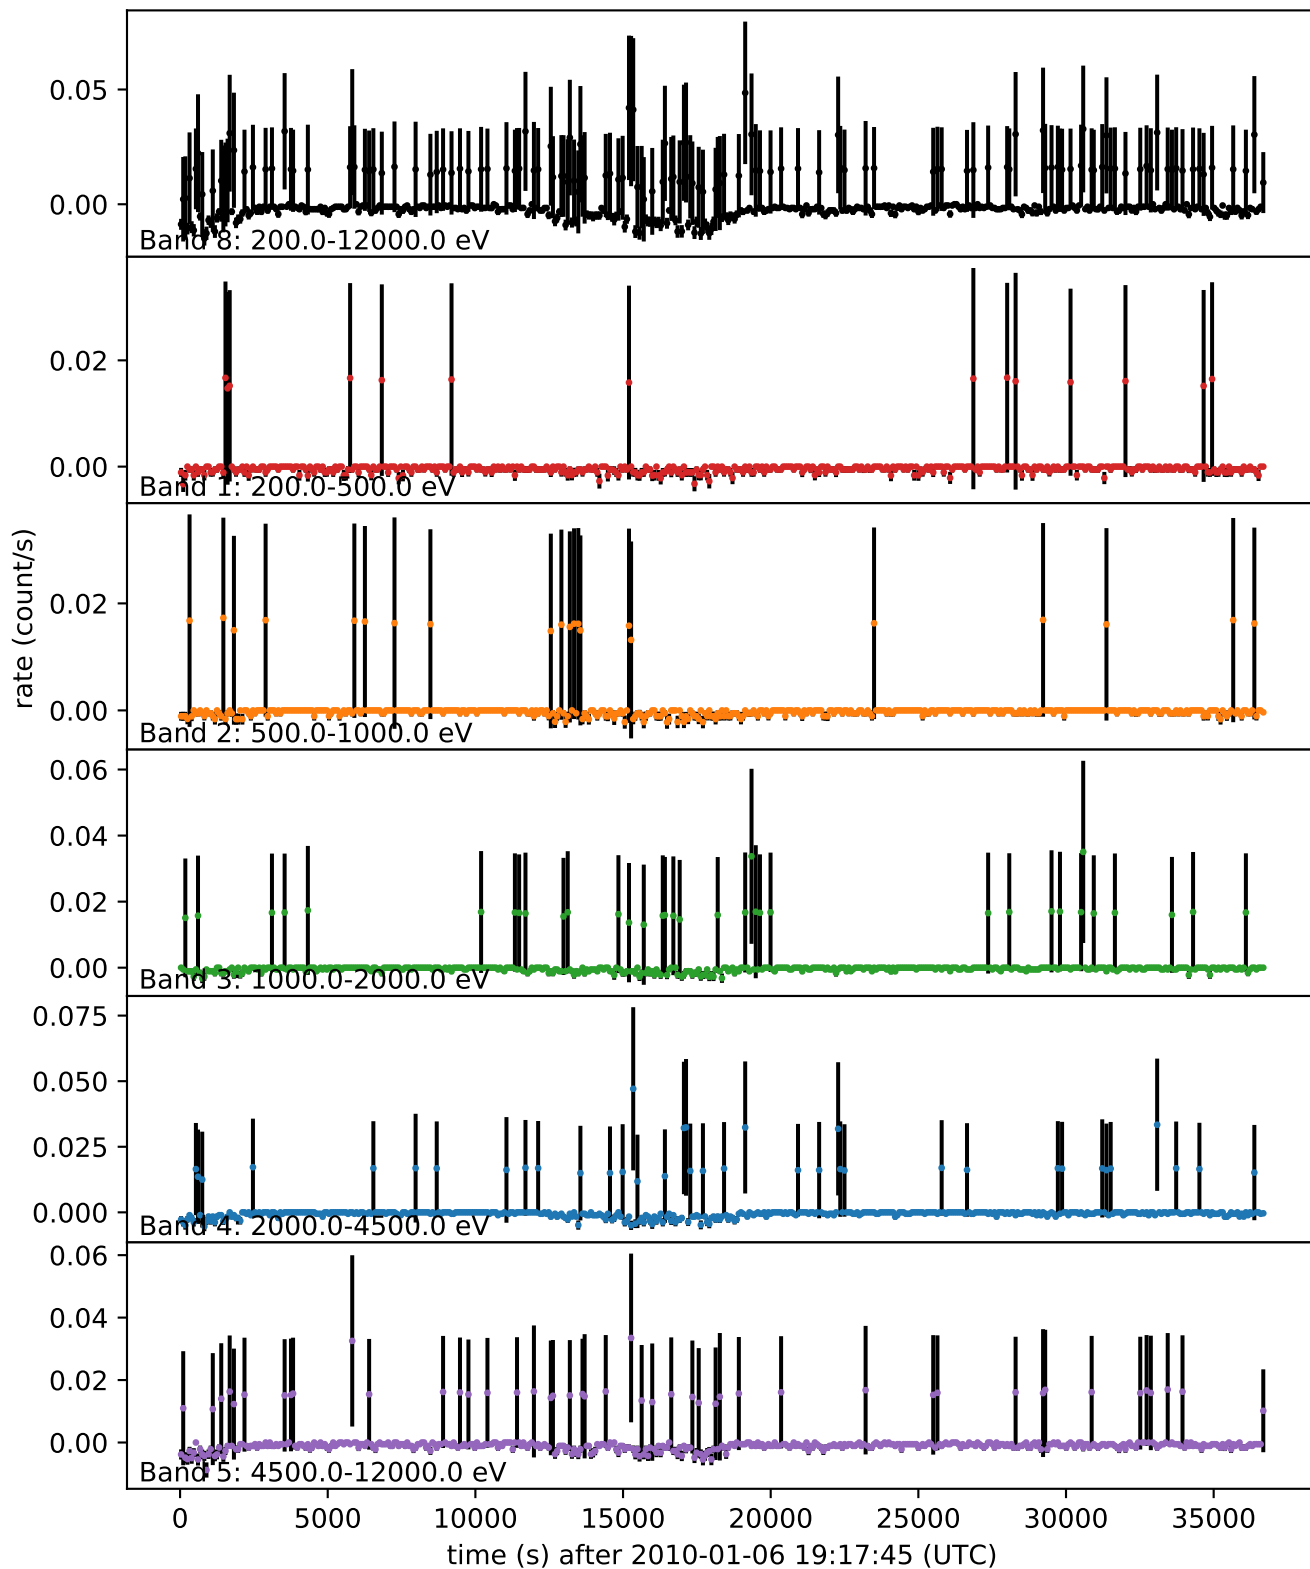 0.05
0.00
Band 8: 200.0-12000.0 eV
0.02
0.00
Band 1: 200.0-500.0 eV
0.02
0.00
Band 2: 500.0-1000.0 eV
rate (count/s)
0.06
0.04
0.02
0.00
Band 3: 1000.0-2000.0 eV
0.075
0.050
0.025
0.000
Band 4: 2000.0-4500.0 eV
0.06
0.04
0.02
0.00
Band 5: 4500.0-12000.0 eV
0 5000 10000 15000 20000 25000 30000 35000
time (s) after 2010-01-06 19:17:45 (UTC)